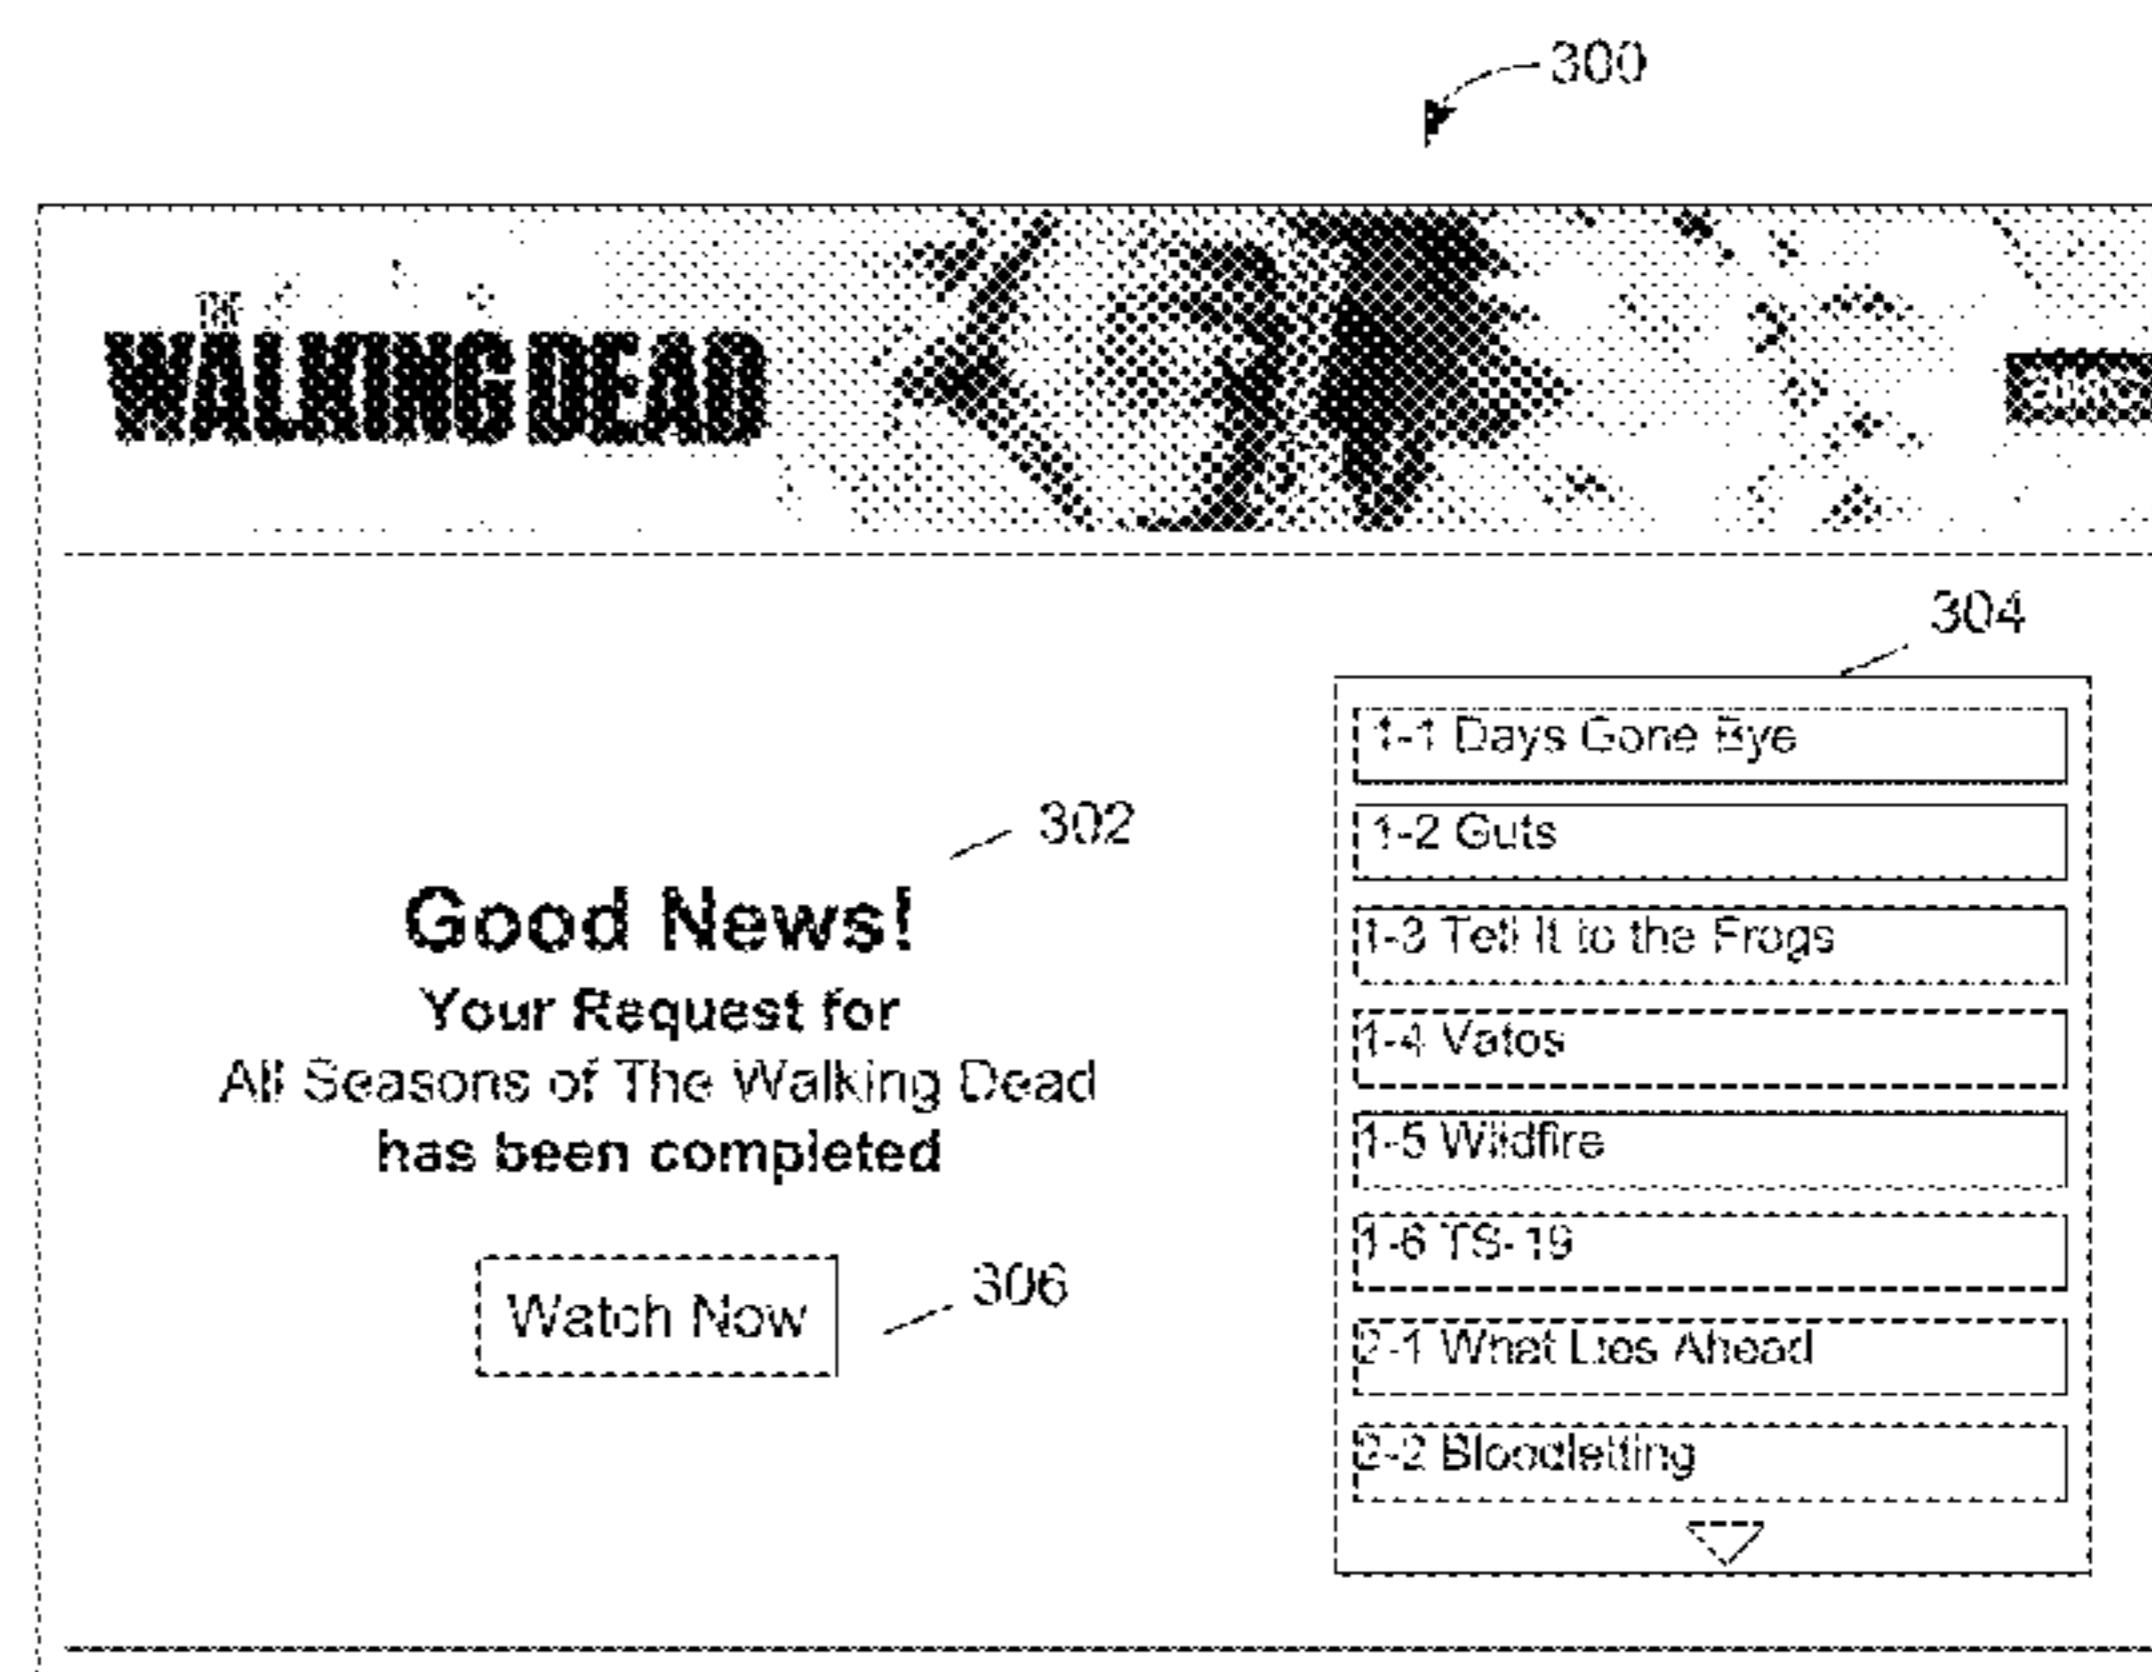 300
THE
WALKING DEAD
amc
304
1-1 Days Gone Bye
302
1-2 Guts
Good News!
1-3 Tell It to the Frogs
Your Request for
1-4 Vatos
All Seasons of The Walking Dead
has been completed
1-5 Wildfire
306
1-6 TS-19
Watch Now
2-1 What Lies Ahead
2-2 Bloodletting